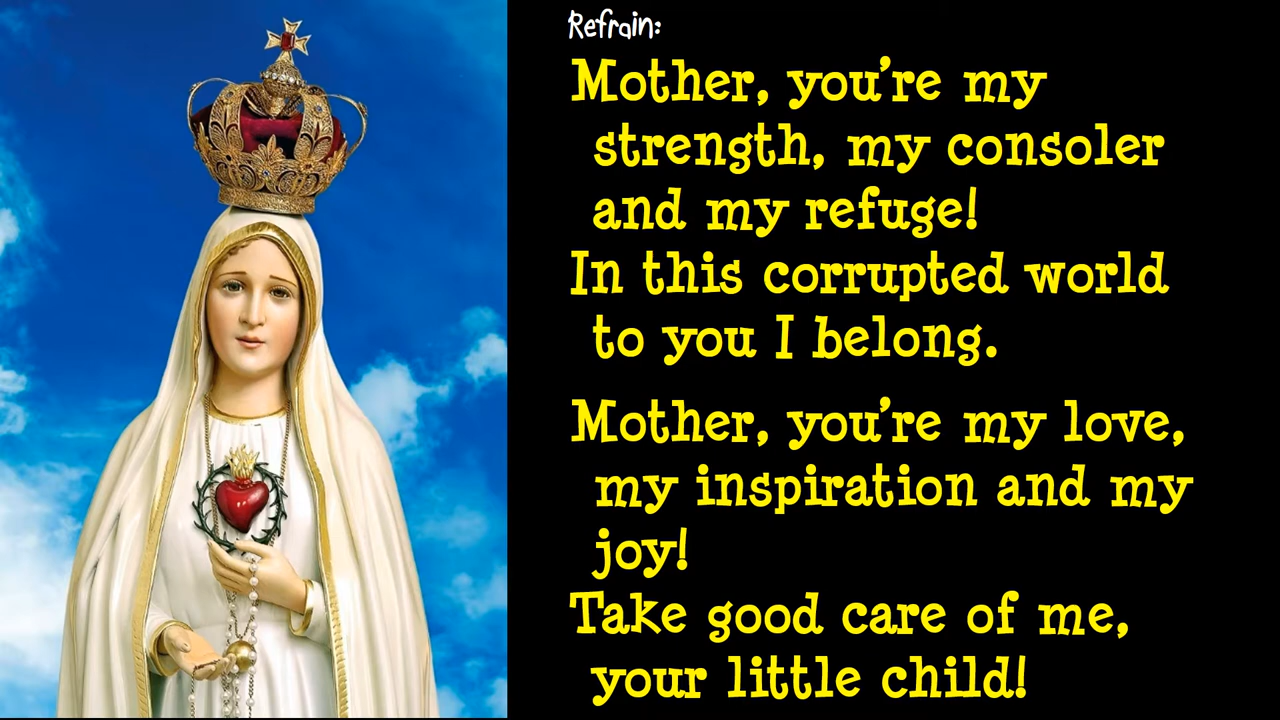 Refrain:
Mother, you're my
strength, my consoler
and my refuge!
In this corrupted world
to you I belong.
Mother, you're my love,
my inspiration and my
joy!
Take good care of me,
your little child!